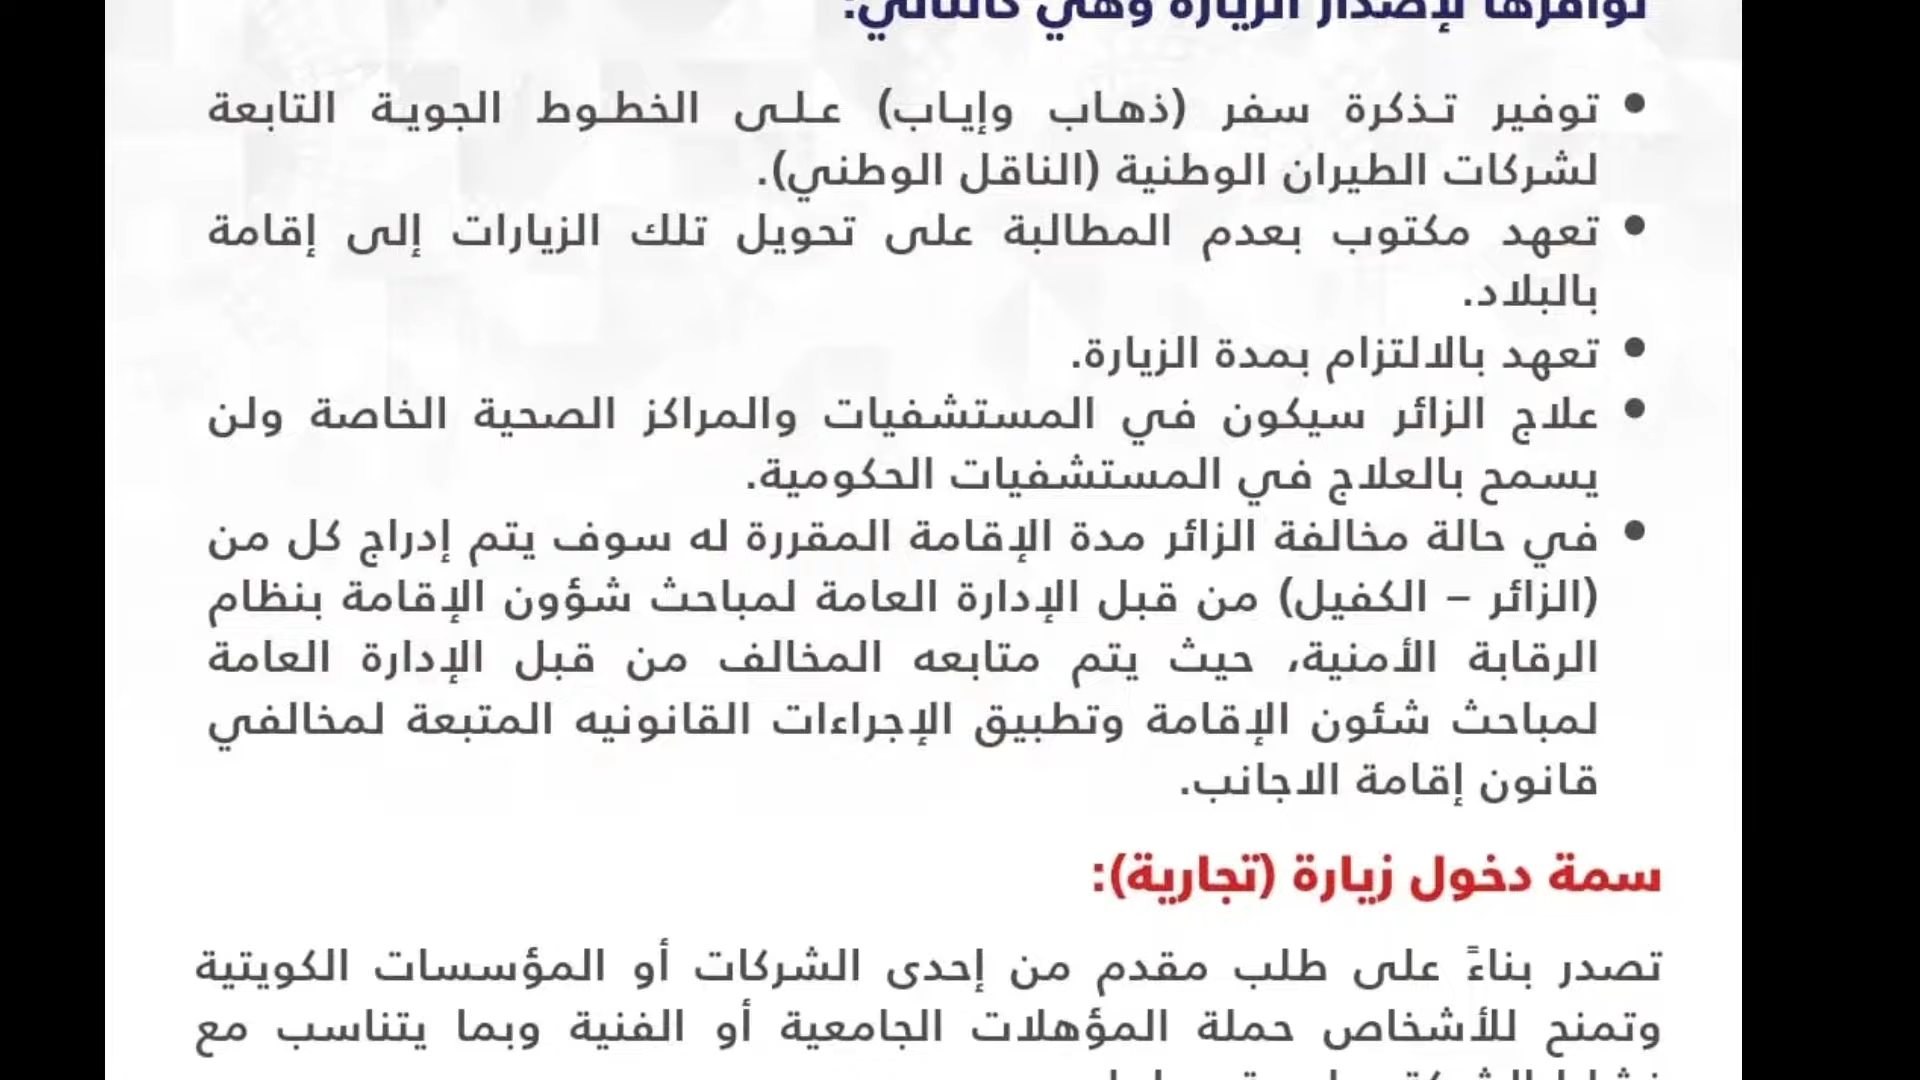 توافرها لإصدار الزيارة وهي كالتالي:
• توفير تذكرة سفر (ذهاب وإياب) على الخطوط الجوية التابعة
لشركات الطيران الوطنية (الناقل الوطني).
• تعهد مكتوب بعدم المطالبة على تحويل تلك الزيارات إلى إقامة
بالبلاد.
• تعهد بالالتزام بمدة الزيارة.
• علاج الزائر سيكون في المستشفيات والمراكز الصحية الخاصة ولن
يسمح بالعلاج في المستشفيات الحكومية.
• في حالة مخالفة الزائر مدة الإقامة المقررة له سوف يتم إدراج كل من
(الزائر – الكفيل) من قبل الإدارة العامة لمباحث شؤون الإقامة بنظام
الرقابة الأمنية، حيث يتم متابعه المخالف من قبل الإدارة العامة
لمباحث شئون الإقامة وتطبيق الإجراءات القانونيه المتبعة لمخالفي
قانون إقامة الاجانب.
سمة دخول زيارة (تجارية):
تصدر بناءً على طلب مقدم من إحدى الشركات أو المؤسسات الكويتية
وتمنح للأشخاص حملة المؤهلات الجامعية أو الفنية وبما يتناسب مع